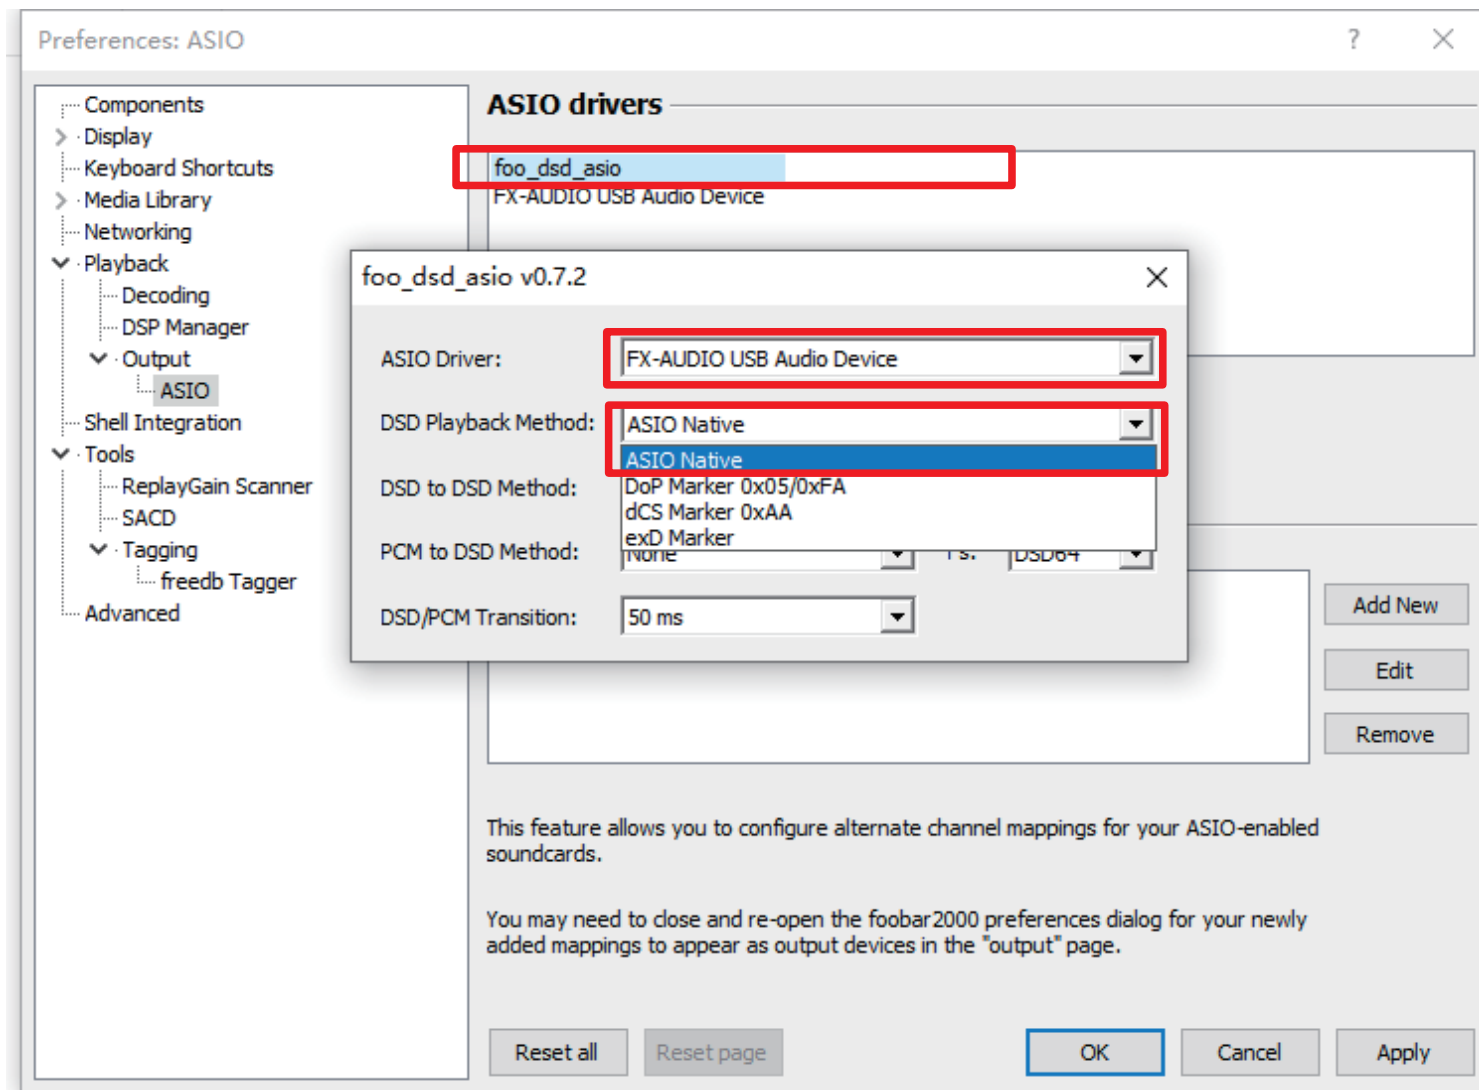 Preferences: ASIO
?
Components
Display
Keyboard Shortcuts
Media Library
Networking
Playback
Decoding
DSP Manager
Output
ASIO
Shell Integration
Tools
ReplayGain Scanner
SACD
Tagging
freedb Tagger
Advanced
ASIO drivers
foo_dsd_asio
FX-AUDIO USB Audio Device
foo_dsd_asio v0.7.2
ASIO Driver: FX-AUDIO USB Audio Device
DSD Playback Method: ASIO Native
ASIO Native
DoP Marker 0x05/0xFA
dCS Marker 0xAA
exD Marker
DSD to DSD Method:
PCM to DSD Method: None DSD64
DSD/PCM Transition: 50 ms
Add New
Edit
Remove
This feature allows you to configure alternate channel mappings for your ASIO-enabled
soundcards.
You may need to close and re-open the foobar2000 preferences dialog for your newly
added mappings to appear as output devices in the "output" page.
Reset all Reset page OK Cancel Apply